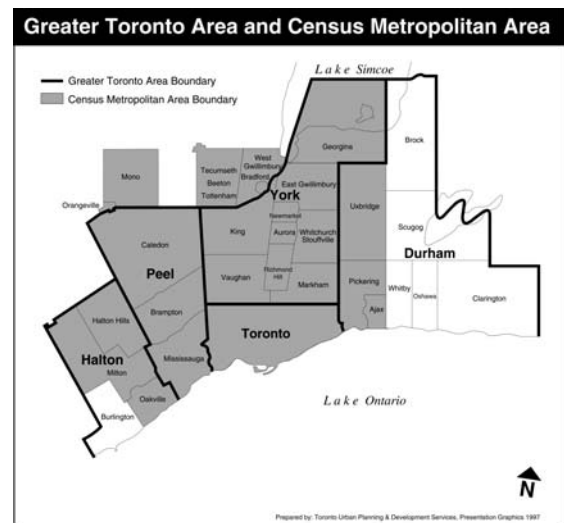 Greater Toronto Area and Census Metropolitan Area
Lake Simcoe
Greater Toronto Area Boundary
Census Metropolitan Area Boundary
Brock
Georgina
Mono
Tecumseth
Beeton
Tottenham
West
Gwillimbury
Bradford
East Gwillimbury
Uxbridge
Orangeville
York
Newmarket
Scugog
King
Aurora
Whitchurch
Stouffville
Caledon
Durham
Peel
Vaughan
Richmond
Hill
Markham
Pickering
Whitby
Oshawa
Clarington
Ajax
Brampton
Halton Hills
Toronto
Halton
Mississauga
Milton
Oakville
Lake Ontario
Burlington
N
Prepared by: Toronto Urban Planning & Development Services, Presentation Graphics 1997